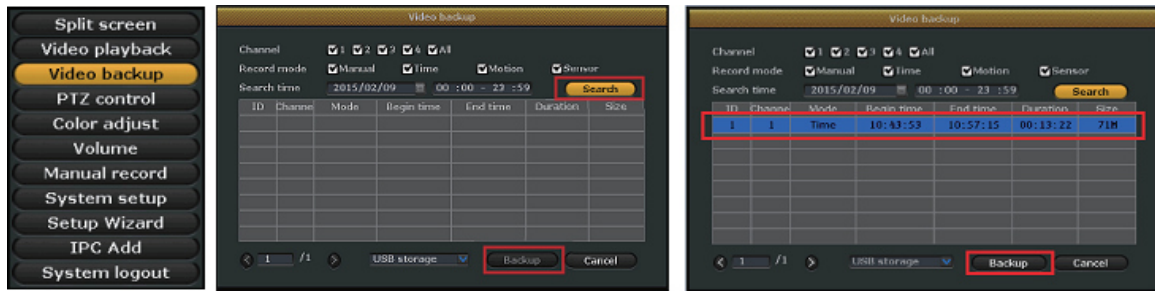 Split screen
Video playback
Video backup
PTZ control
Color adjust
Volume
Manual record
System setup
Setup Wizard
IPC Add
System logout
Video backup
Channel 1 2 3 4 All
Record mode Manual Time Motion Sensor
Search time 2015/02/09 00 :00 - 23 :59 Search
ID Channel Mode Begin time End time Duration Size
1 /1 USB storage Backup Cancel
Video backup
Channel 1 2 3 4 All
Record mode Manual Time Motion Sensor
Search time 2015/02/09 00 :00 - 23 :59 Search
ID Channel Mode Begin time End time Duration Size
1 1 Time 10:43:53 10:57:15 00:13:22 71M
1 /1 USB storage Backup Cancel